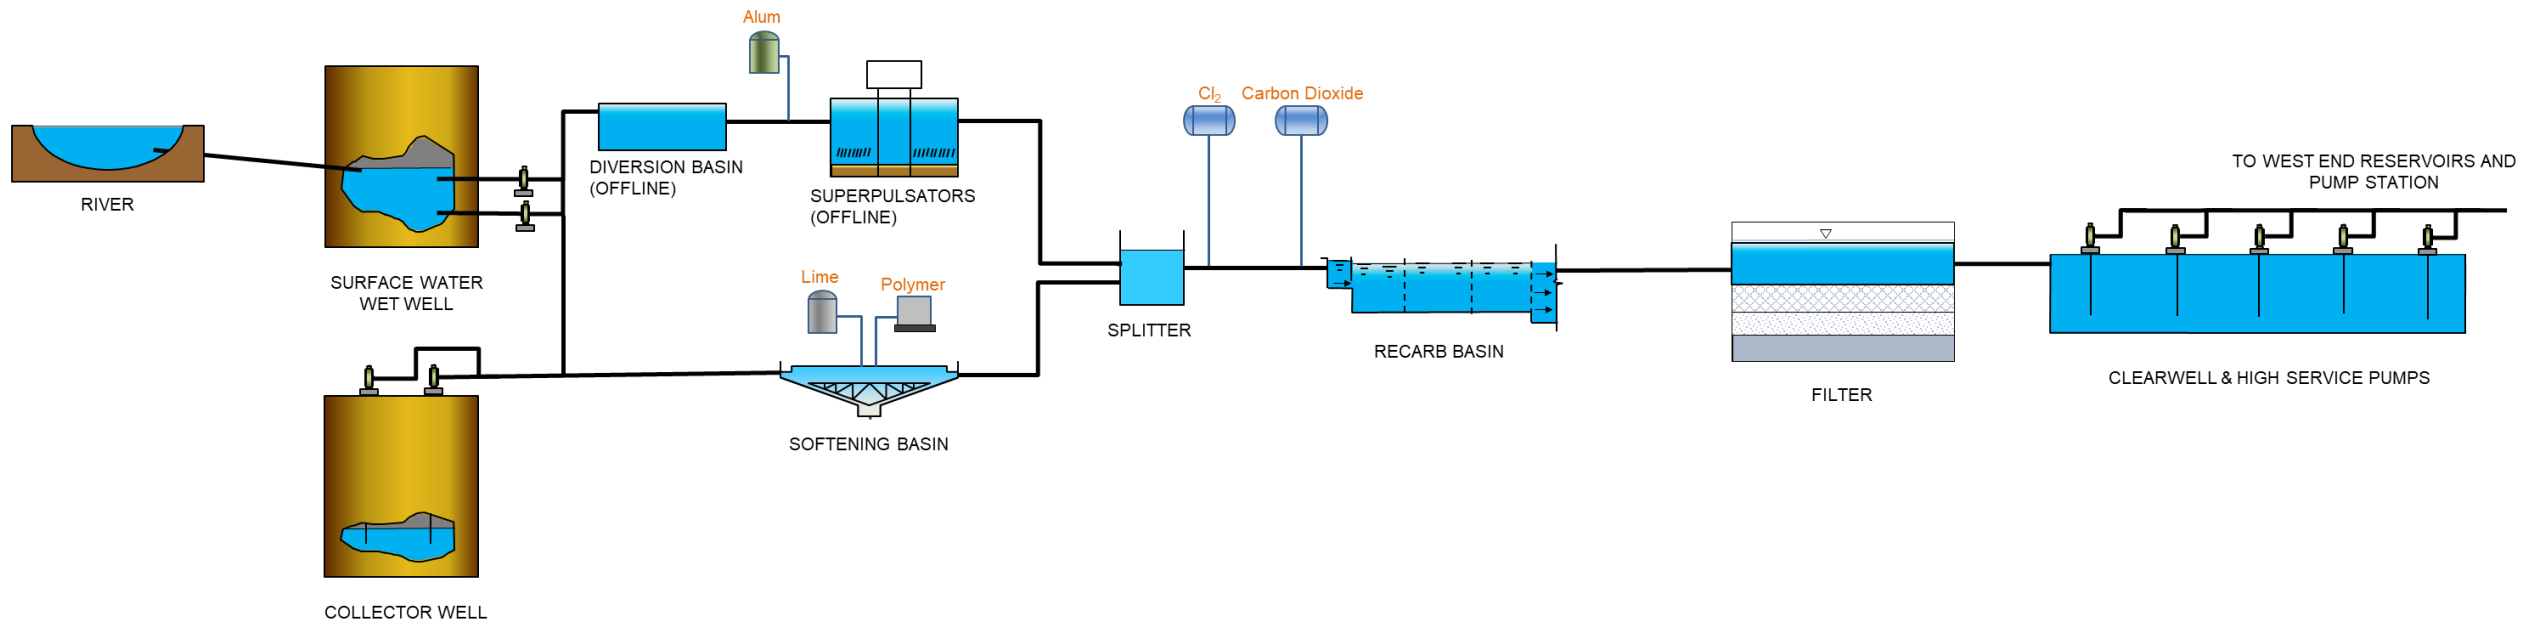 Alum
Cl₂
Carbon Dioxide
RIVER
SURFACE WATER
WET WELL
DIVERSION BASIN
(OFFLINE)
SUPERPULSATORS
(OFFLINE)
Lime
Polymer
SPLITTER
RECARB BASIN
FILTER
TO WEST END RESERVOIRS AND
PUMP STATION
CLEARWELL & HIGH SERVICE PUMPS
SOFTENING BASIN
COLLECTOR WELL